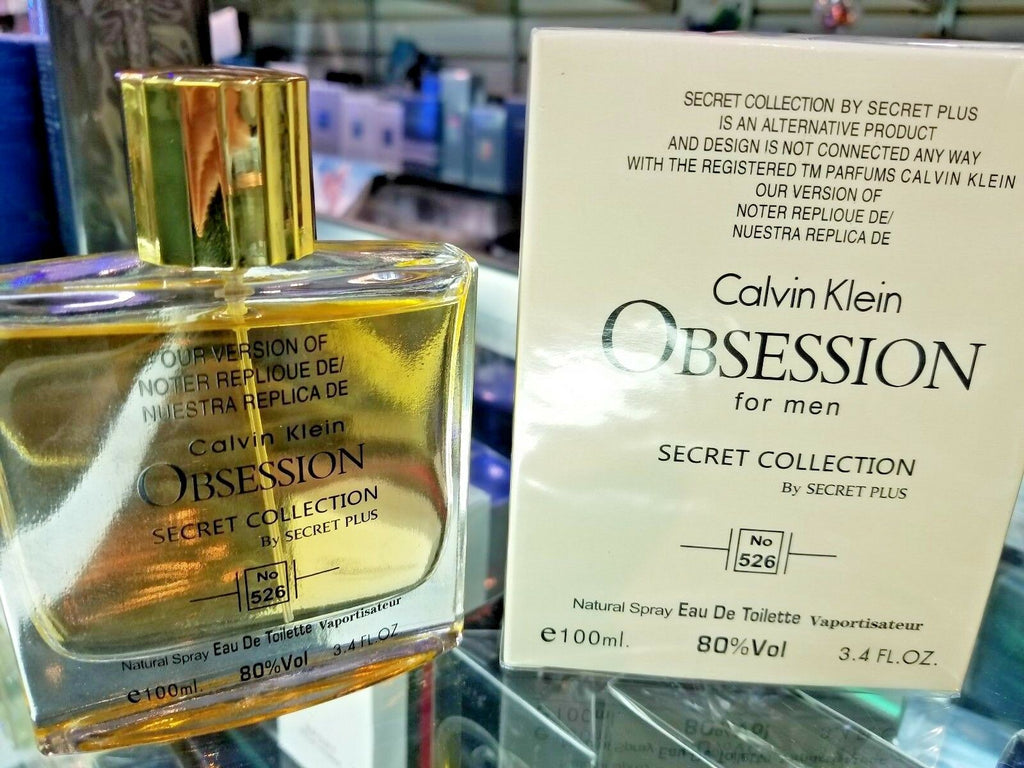 OUR VERSION OF
NOTER REPLIQUE DE/
NUESTRA REPLICA DE
Calvin Klein
OBSESSION
SECRET COLLECTION
By SECRET PLUS
No
526
Natural Spray Eau De Toilette Vaportisateur
e100ml. 80%Vol 3.4 FL.OZ
SECRET COLLECTION BY SECRET PLUS
IS AN ALTERNATIVE PRODUCT
AND DESIGN IS NOT CONNECTED ANY WAY
WITH THE REGISTERED TM PARFUMS CALVIN KLEIN
OUR VERSION OF
NOTER REPLIQUE DE/
NUESTRA REPLICA DE
Calvin Klein
OBSESSION
for men
SECRET COLLECTION
By SECRET PLUS
No
526
Natural Spray Eau De Toilette Vaportisateur
e100ml. 80%Vol 3.4 FL.OZ.